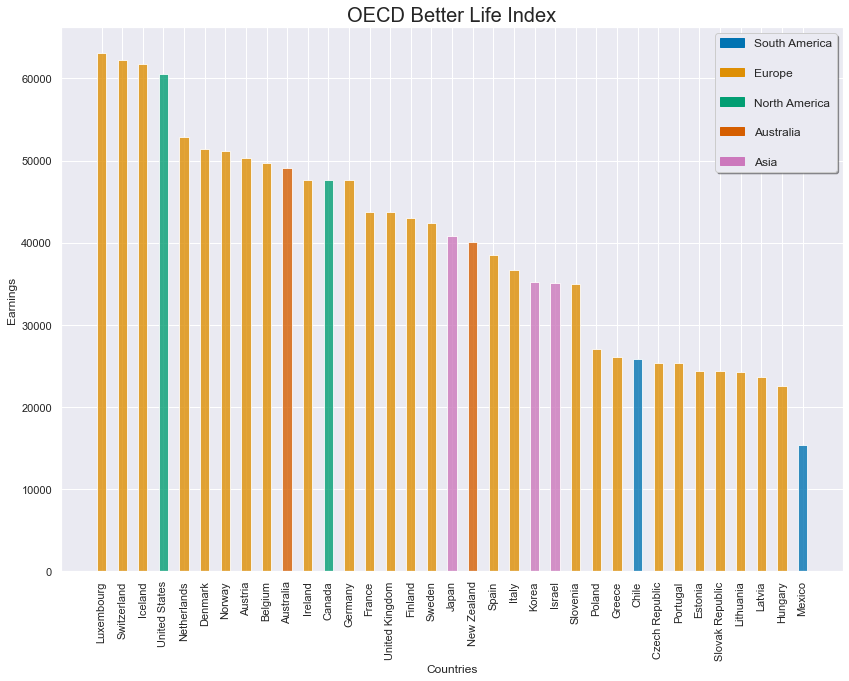 OECD Better Life Index
South America
Europe
North America
Australia
Asia
60000
50000
40000
30000
20000
10000
0
Earnings
Luxembourg
Switzerland
Iceland
United States
Netherlands
Denmark
Norway
Austria
Belgium
Australia
Ireland
Canada
Germany
France
United Kingdom
Finland
Sweden
Japan
New Zealand
Spain
Italy
Korea
Israel
Slovenia
Poland
Greece
Chile
Czech Republic
Portugal
Estonia
Slovak Republic
Lithuania
Latvia
Hungary
Mexico
Countries